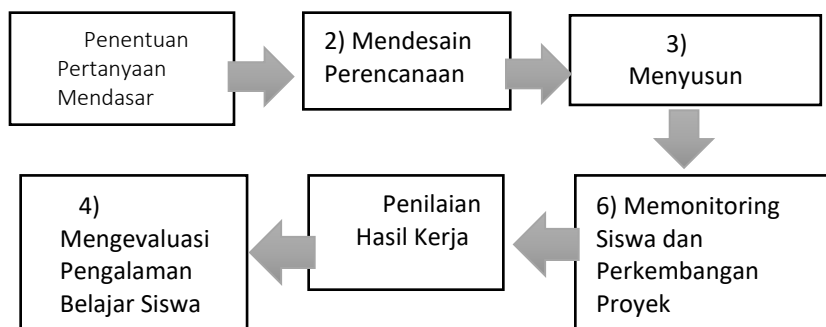 Penentuan
Pertanyaan
Mendasar
2) Mendesain
Perencanaan
3)
Menyusun
4)
Mengevaluasi
Pengalaman
Belajar Siswa
Penilaian
Hasil Kerja
6) Memonitoring
Siswa dan
Perkembangan
Proyek